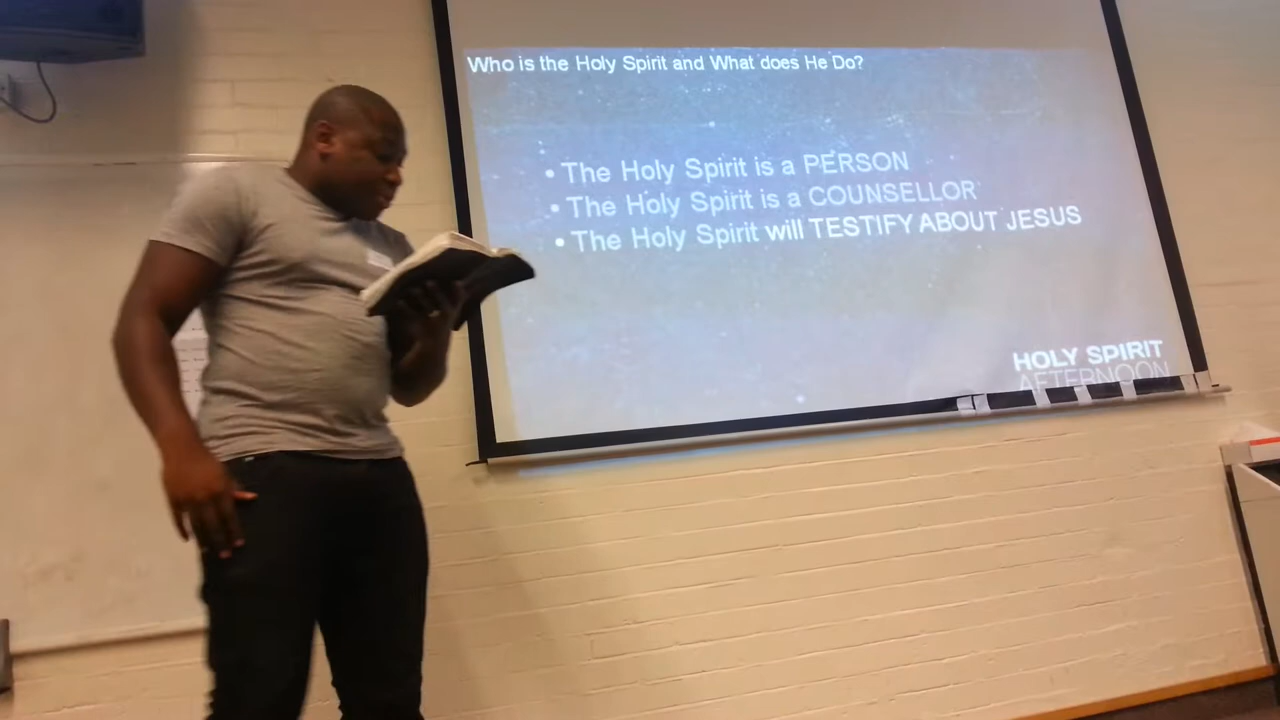 Who is the Holy Spirit and What does He Do?
• The Holy Spirit is a PERSON
• The Holy Spirit is a COUNSELLOR
• The Holy Spirit will TESTIFY ABOUT JESUS
HOLY SPIRIT
AFTERNOON